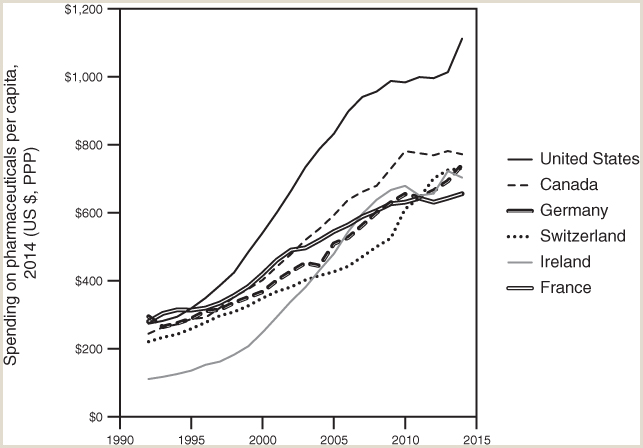 Spending on pharmaceuticals per capita,
2014 (US $, PPP)
$1,200
$1,000
$800
$600
$400
$200
$0
1990
1995
2000
2005
2010
2015
United States
Canada
Germany
Switzerland
Ireland
France